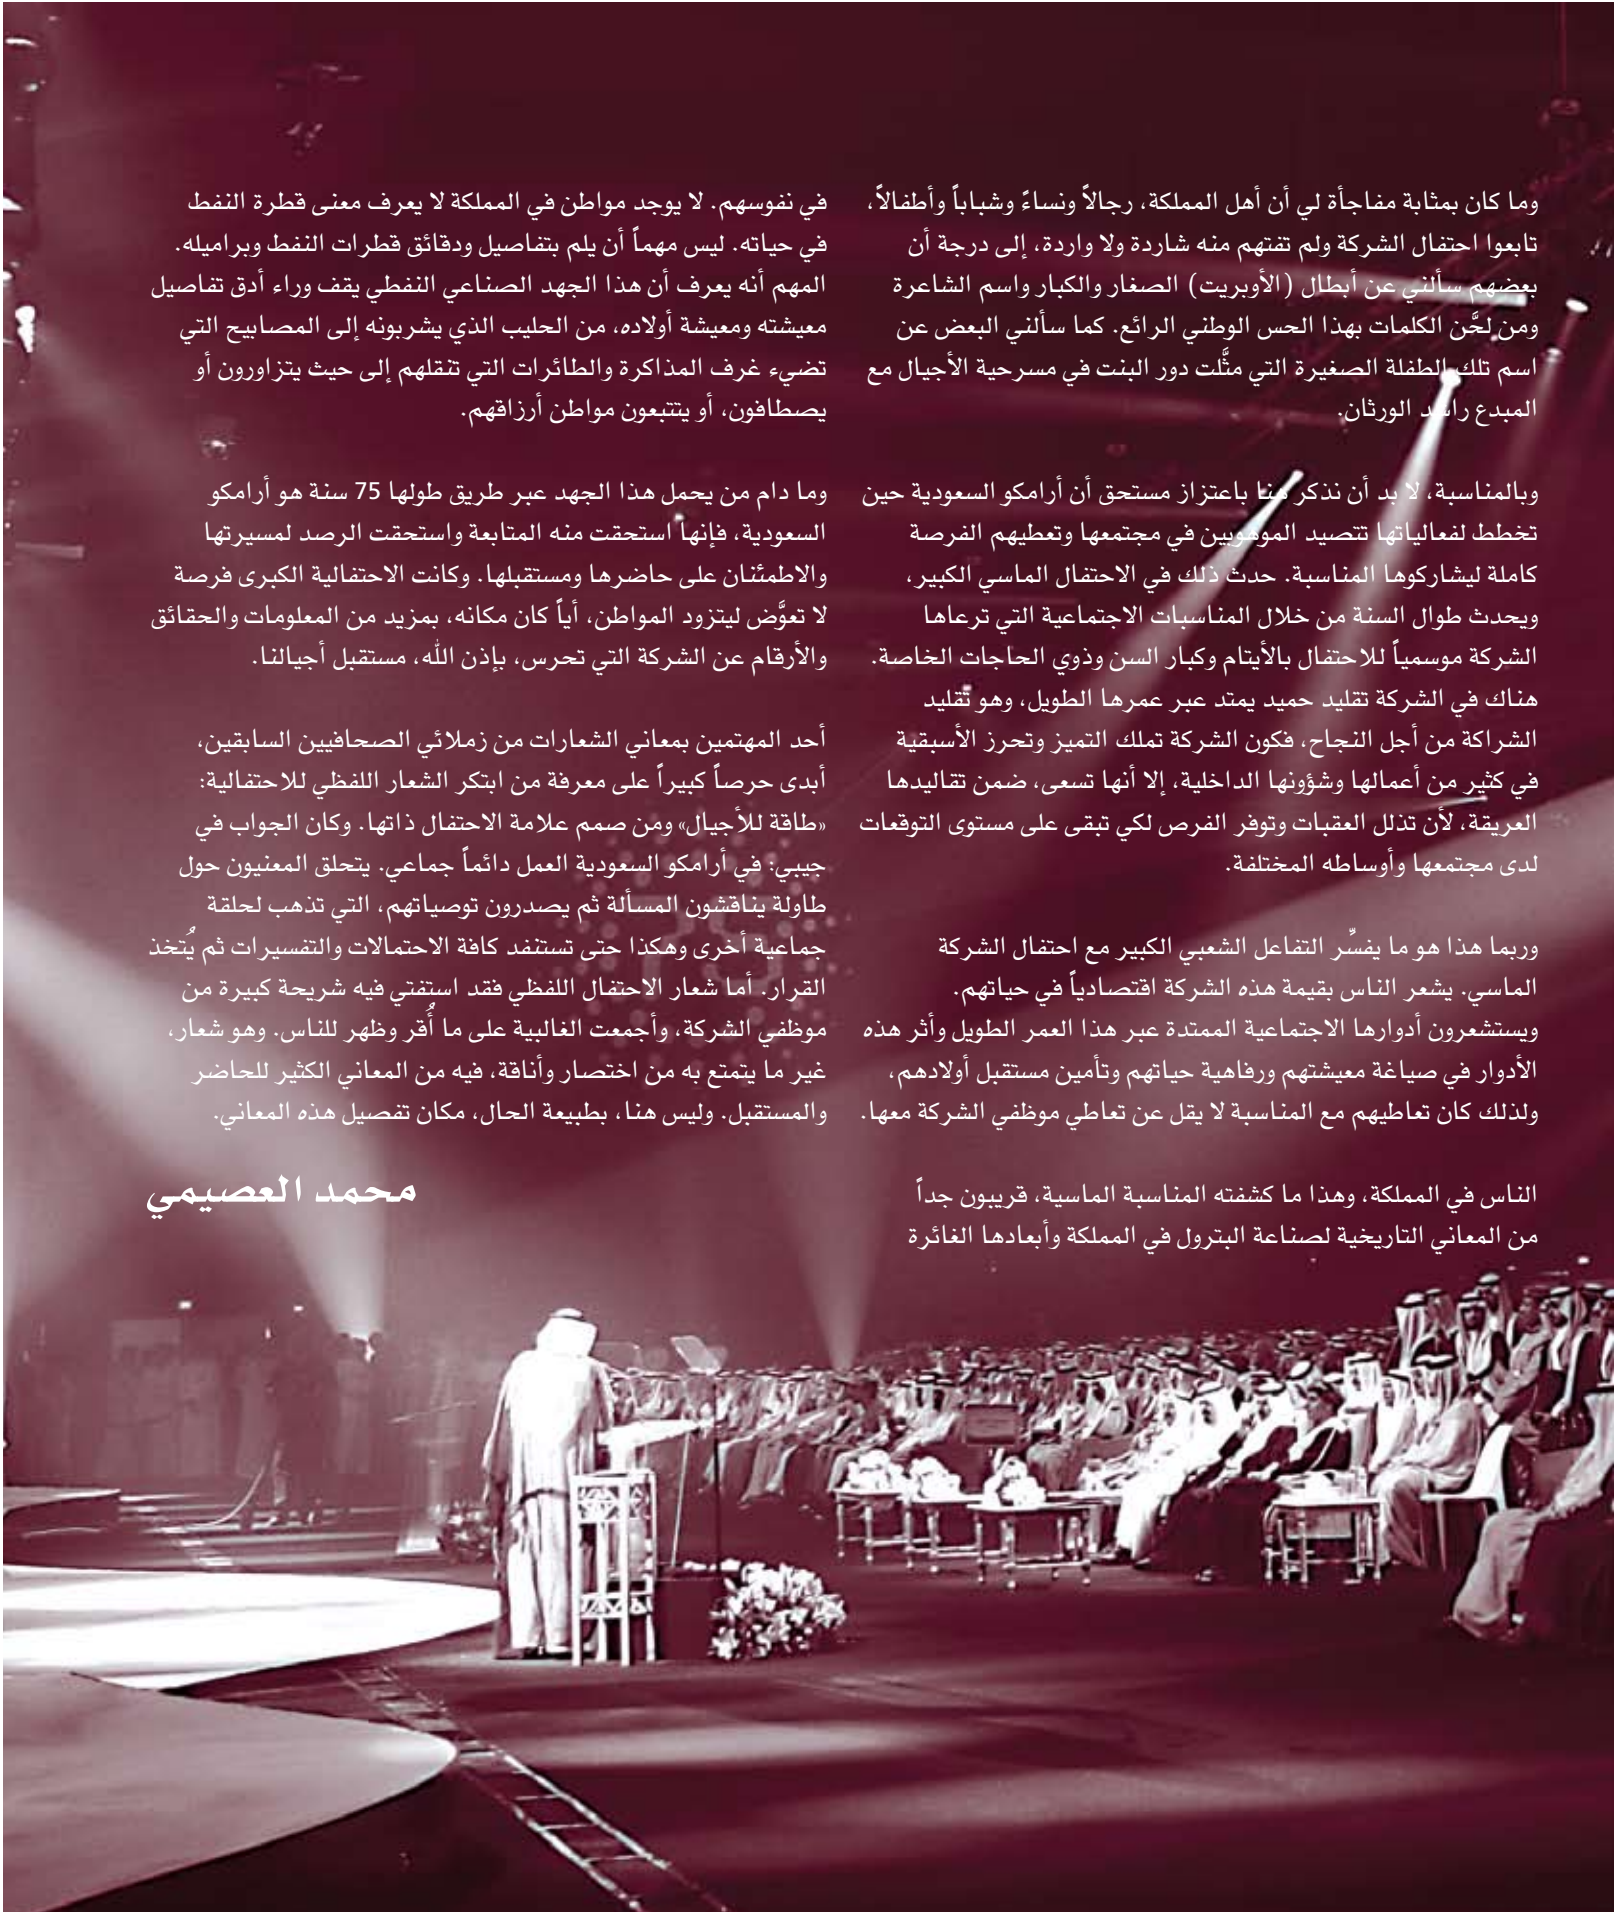 وما كان بمثابة مفاجأة لي أن أهل المملكة، رجالاً ونساءً وشباباً وأطفالاً،
تابعوا احتفال الشركة ولم تفتهم منه شاردة ولا واردة، إلى درجة أن
بعضهم سألني عن أبطال (الأوبريت) الصغار والكبار واسم الشاعرة
ومن لحَّن الكلمات بهذا الحس الوطني الرائع. كما سألني البعض عن
اسم تلك الطفلة الصغيرة التي مثَّلت دور البنت في مسرحية الأجيال مع
المبدع راشد الورثان.
وبالمناسبة، لا بد أن نذكر هنا باعتزاز مستحق أن أرامكو السعودية حين
تخطط لفعالياتها تتصيد الموهوبين في مجتمعها وتعطيهم الفرصة
كاملة ليشاركوها المناسبة. حدث ذلك في الاحتفال الماسي الكبير،
ويحدث طوال السنة من خلال المناسبات الاجتماعية التي ترعاها
الشركة موسمياً للاحتفال بالأيتام وكبار السن وذوي الحاجات الخاصة.
هناك في الشركة تقليد حميد يمتد عبر عمرها الطويل، وهو تقليد
الشراكة من أجل النجاح، فكون الشركة تملك التميز وتحرز الأسبقية
في كثير من أعمالها وشؤونها الداخلية، إلا أنها تسعى، ضمن تقاليدها
العريقة، لأن تذلل العقبات وتوفر الفرص لكي تبقى على مستوى التوقعات
لدى مجتمعها وأوساطه المختلفة.
وربما هذا هو ما يفسِّر التفاعل الشعبي الكبير مع احتفال الشركة
الماسي. يشعر الناس بقيمة هذه الشركة اقتصادياً في حياتهم.
ويستشعرون أدوارها الاجتماعية الممتدة عبر هذا العمر الطويل وأثر هذه
الأدوار في صياغة معيشتهم ورفاهية حياتهم وتأمين مستقبل أولادهم،
ولذلك كان تعاطيهم مع المناسبة لا يقل عن تعاطي موظفي الشركة معها.
الناس في المملكة، وهذا ما كشفته المناسبة الماسية، قريبون جداً
من المعاني التاريخية لصناعة البترول في المملكة وأبعادها الغائرة
في نفوسهم. لا يوجد مواطن في المملكة لا يعرف معنى قطرة النفط
في حياته. ليس مهماً أن يلم بتفاصيل ودقائق قطرات النفط وبراميله.
المهم أنه يعرف أن هذا الجهد الصناعي النفطي يقف وراء أدق تفاصيل
معيشته ومعيشة أولاده، من الحليب الذي يشربونه إلى المصابيح التي
تضيء غرف المذاكرة والطائرات التي تنقلهم إلى حيث يتزاورون أو
يصطافون، أو يتتبعون مواطن أرزاقهم.
وما دام من يحمل هذا الجهد عبر طريق طولها 75 سنة هو أرامكو
السعودية، فإنها استحقت منه المتابعة واستحقت الرصد لمسيرتها
والاطمئنان على حاضرها ومستقبلها. وكانت الاحتفالية الكبرى فرصة
لا تعوَّض ليتزود المواطن، أياً كان مكانه، بمزيد من المعلومات والحقائق
والأرقام عن الشركة التي تحرس، بإذن الله، مستقبل أجيالنا.
أحد المهتمين بمعاني الشعارات من زملائي الصحافيين السابقين،
أبدى حرصاً كبيراً على معرفة من ابتكر الشعار اللفظي للاحتفالية:
«طاقة للأجيال» ومن صمم علامة الاحتفال ذاتها. وكان الجواب في
جيبي: في أرامكو السعودية العمل دائماً جماعي. يتحلق المعنيون حول
طاولة يناقشون المسألة ثم يصدرون توصياتهم، التي تذهب لحلقة
جماعية أخرى وهكذا حتى تستنفد كافة الاحتمالات والتفسيرات ثم يُتخذ
القرار. أما شعار الاحتفال اللفظي فقد استفتي فيه شريحة كبيرة من
موظفي الشركة، وأجمعت الغالبية على ما أُقر وظهر للناس. وهو شعار،
غير ما يتمتع به من اختصار وأناقة، فيه من المعاني الكثير للحاضر
والمستقبل. وليس هنا، بطبيعة الحال، مكان تفصيل هذه المعاني.
محمد العصيمي